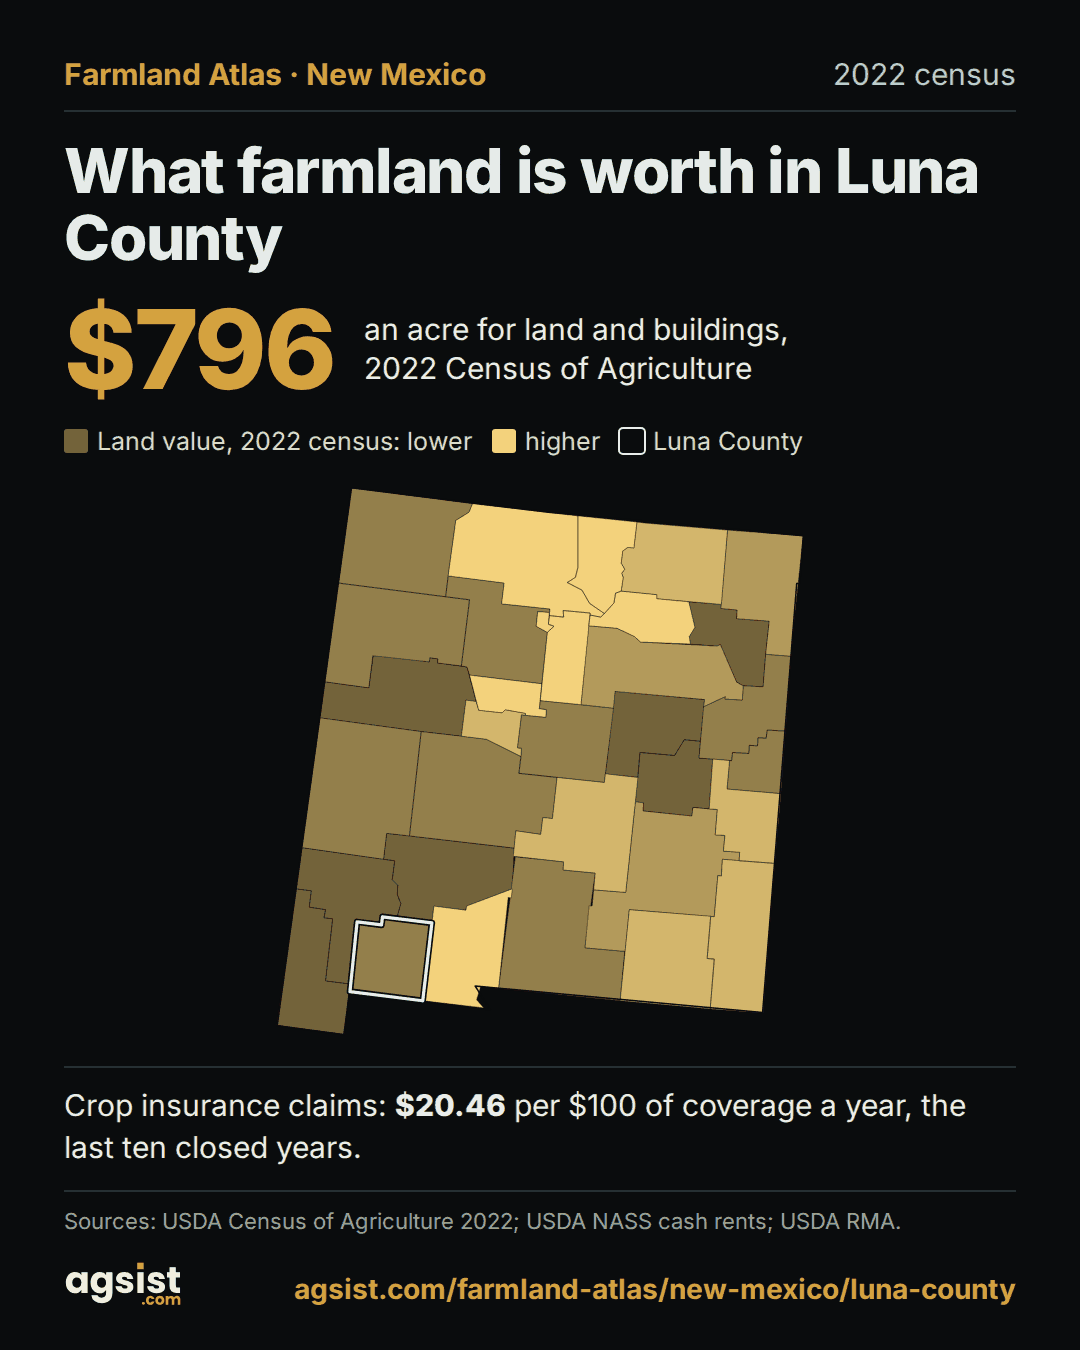 Farmland Atlas · New Mexico
2022 census
What farmland is worth in Luna
County
$796
an acre for land and buildings,
2022 Census of Agriculture
Land value, 2022 census: lower
higher
Luna County
Crop insurance claims: $20.46 per $100 of coverage a year, the
last ten closed years.
Sources: USDA Census of Agriculture 2022; USDA NASS cash rents; USDA RMA.
agsist
.com
agsist.com/farmland-atlas/new-mexico/luna-county